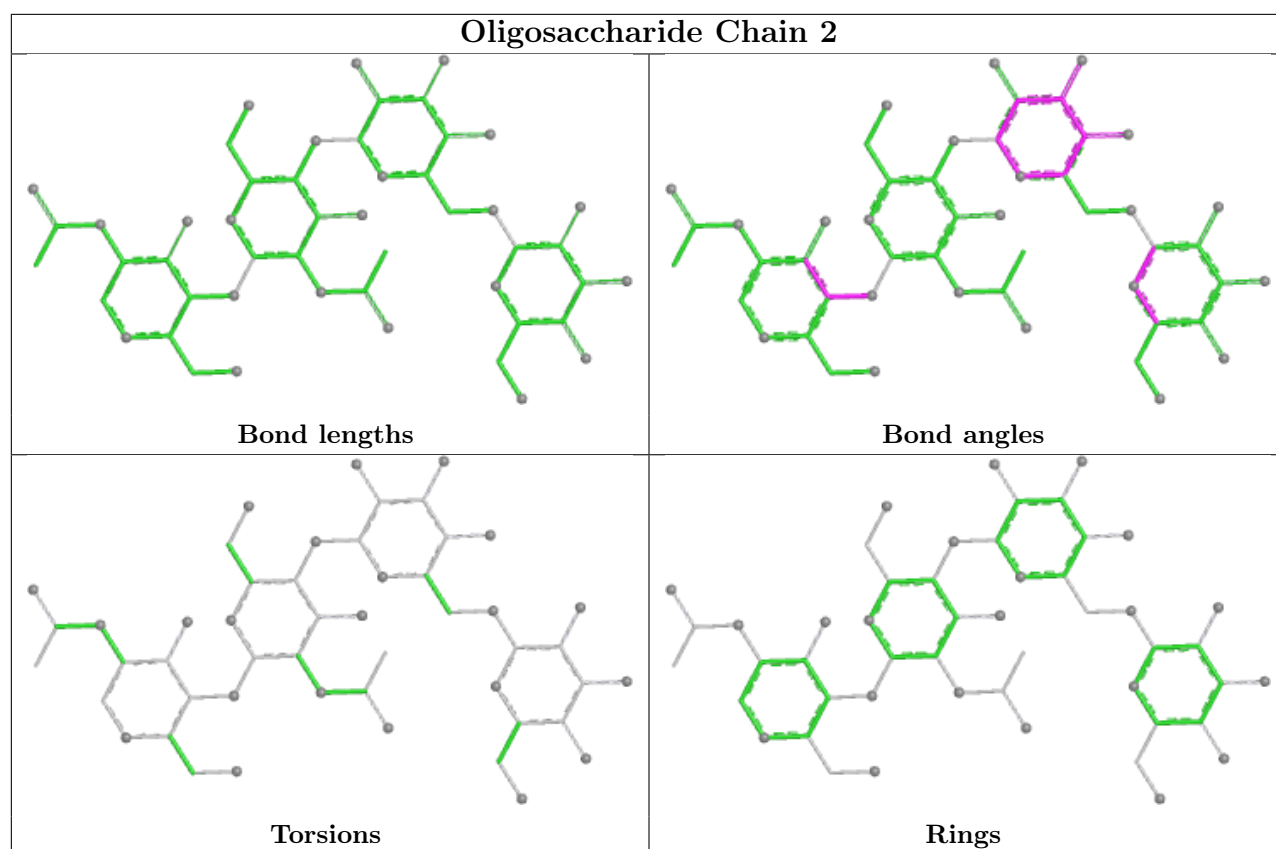 Oligosaccharide Chain 2
Bond lengths
Bond angles
Torsions
Rings